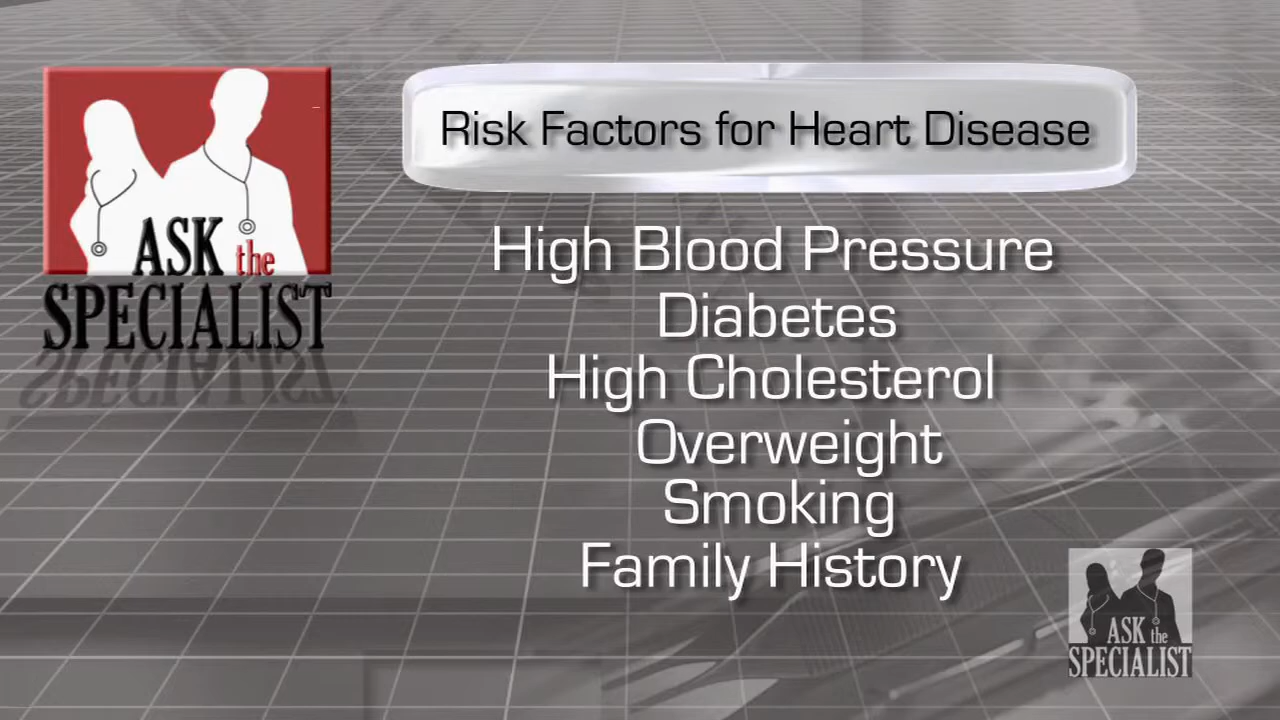 ASK the
SPECIALIST
Risk Factors for Heart Disease
High Blood Pressure
Diabetes
High Cholesterol
Overweight
Smoking
Family History
ASK the
SPECIALIST